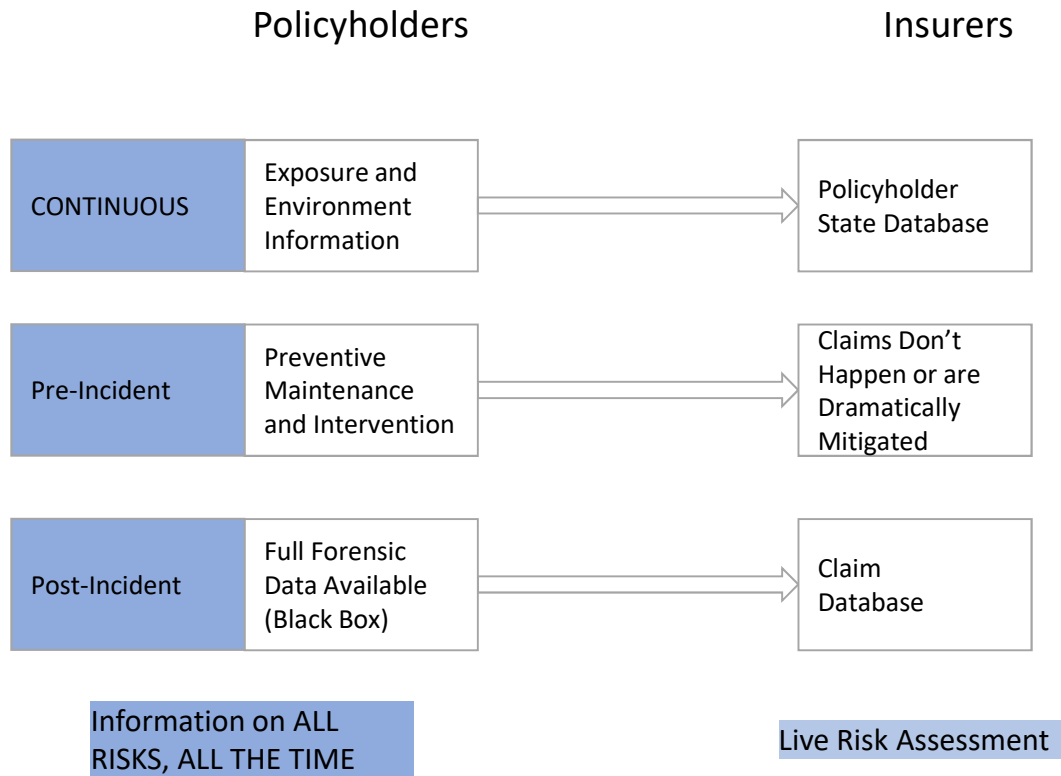 Policyholders
Insurers
CONTINUOUS
Exposure and
Environment
Information
Policyholder
State Database
Pre-Incident
Preventive
Maintenance
and Intervention
Claims Don’t
Happen or are
Dramatically
Mitigated
Post-Incident
Full Forensic
Data Available
(Black Box)
Claim
Database
Information on ALL
RISKS, ALL THE TIME
Live Risk Assessment